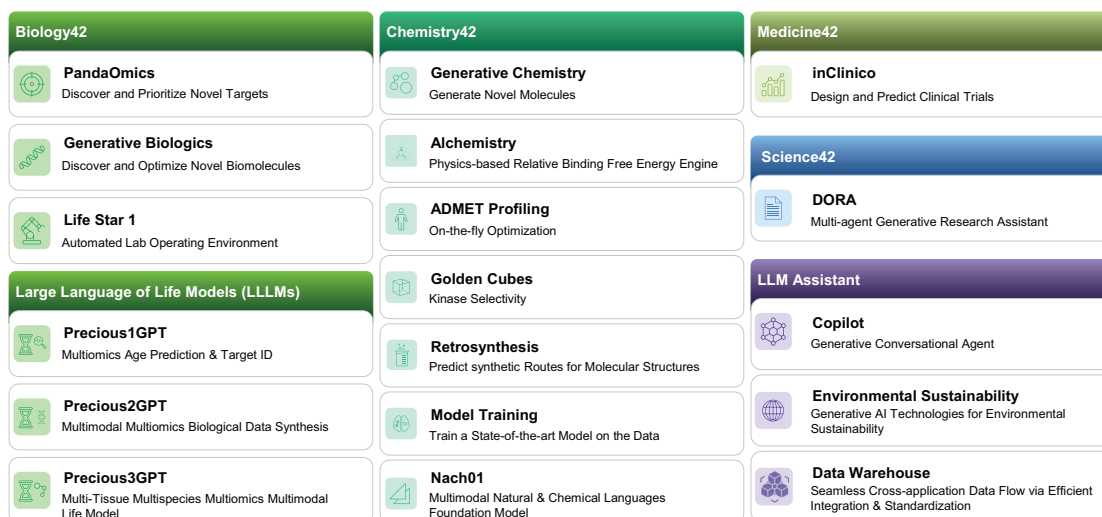 Biology42
PandaOmics
Discover and Prioritize Novel Targets
Generative Biologics
Discover and Optimize Novel Biomolecules
Life Star 1
Automated Lab Operating Environment
Large Language of Life Models (LLLMs)
Precious1GPT
Multiomics Age Prediction & Target ID
Precious2GPT
Multimodal Multiomics Biological Data Synthesis
Precious3GPT
Multi-Tissue Multispecies Multiomics Multimodal
Life Model
Chemistry42
Generative Chemistry
Generate Novel Molecules
Alchemistry
Physics-based Relative Binding Free Energy Engine
ADMET Profiling
On-the-fly Optimization
Golden Cubes
Kinase Selectivity
Retrosynthesis
Predict synthetic Routes for Molecular Structures
Model Training
Train a State-of-the-art Model on the Data
Nach01
Multimodal Natural & Chemical Languages
Foundation Model
Medicine42
inClinico
Design and Predict Clinical Trials
Science42
DORA
Multi-agent Generative Research Assistant
LLM Assistant
Copilot
Generative Conversational Agent
Environmental Sustainability
Generative AI Technologies for Environmental
Sustainability
Data Warehouse
Seamless Cross-application Data Flow via Efficient
Integration & Standardization